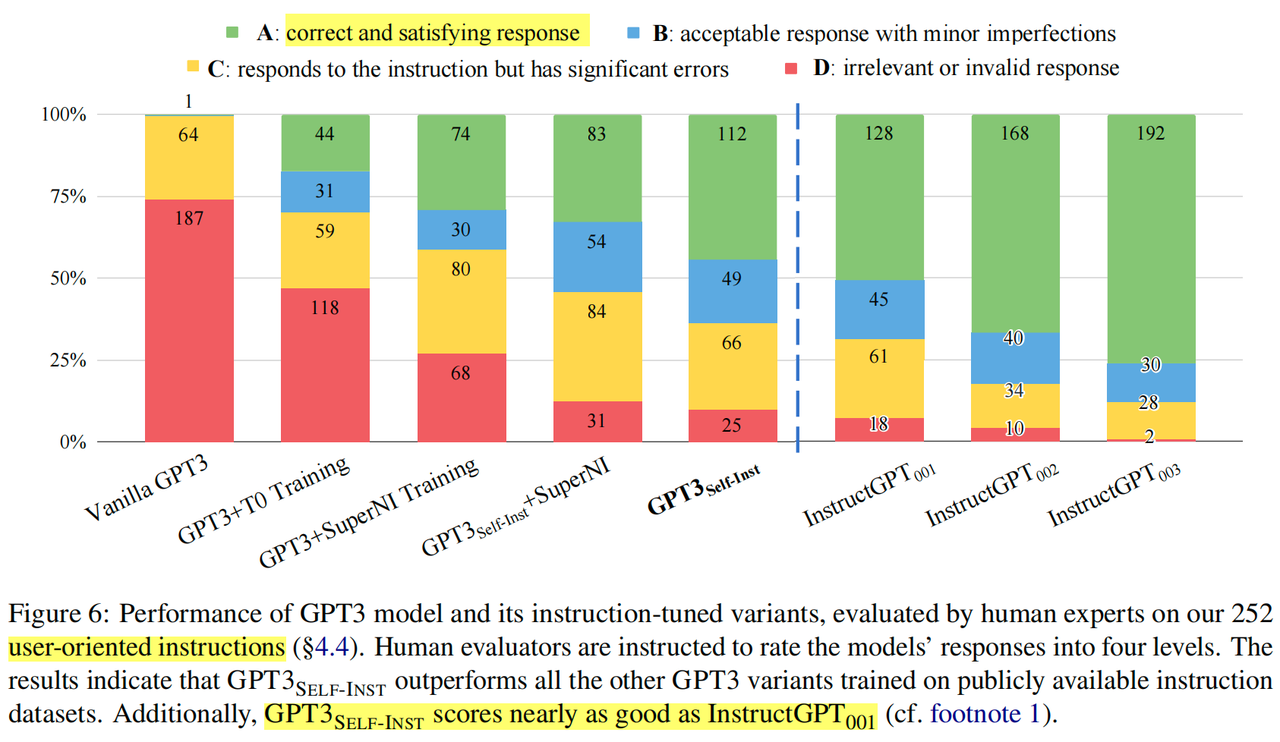 A: correct and satisfying response B: acceptable response with minor imperfections
C: responds to the instruction but has significant errors D: irrelevant or invalid response
100%
75%
50%
25%
0%
1
64
187
44
31
59
118
74
30
80
68
83
54
84
31
112
49
66
25
128
45
61
18
168
40
34
10
192
30
28
2
Vanilla GPT3
GPT3+T0 Training
GPT3+SuperNI Training
GPT3Self-Inst+SuperNI
GPT3Self-Inst
InstructGPT001
InstructGPT002
InstructGPT003
Figure 6: Performance of GPT3 model and its instruction-tuned variants, evaluated by human experts on our 252
user-oriented instructions (§4.4). Human evaluators are instructed to rate the models’ responses into four levels. The
results indicate that GPT3SELF-INST outperforms all the other GPT3 variants trained on publicly available instruction
datasets. Additionally, GPT3SELF-INST scores nearly as good as InstructGPT001 (cf. footnote 1).